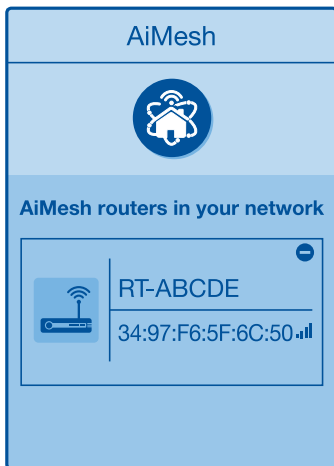 AiMesh
AiMesh routers in your network
RT-ABCDE
34:97:F6:5F:6C:50